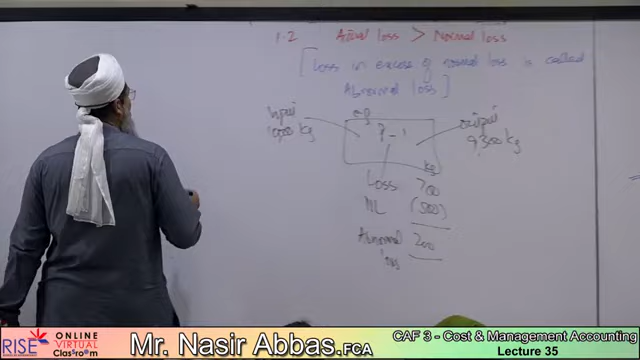 1.2 Actual loss > Normal loss
[Loss in excess of normal loss is called
Abnormal loss]
Input
10,000 kg
output
9,300 kg
kg
Loss 700
NL (500)
Abnormal 200
loss
RISE ONLINE VIRTUAL Classroom
Mr. Nasir Abbas.FCA
CAF 3 - Cost & Management Accounting
Lecture 35